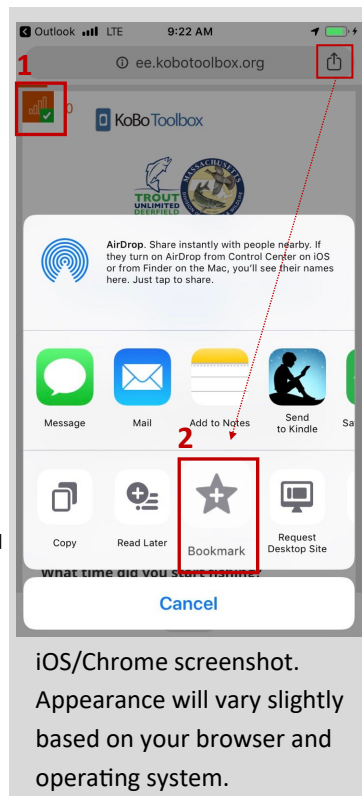 Outlook LTE 9:22 AM
1
ee.kobotoolbox.org
0
KoBoToolbox
MASSACHUSETTS
TROUT
UNLIMITED
DEERFIELD
AirDrop. Share instantly with people nearby. If
they turn on AirDrop from Control Center on iOS
or from Finder on the Mac, you'll see their names
here. Just tap to share.
Message
Mail
Add to Notes
Send
to Kindle
Sa
2
Copy
Read Later
Bookmark
Request
Desktop Site
What time did you start fishing?
Cancel
iOS/Chrome screenshot.
Appearance will vary slightly
based on your browser and
operating system.